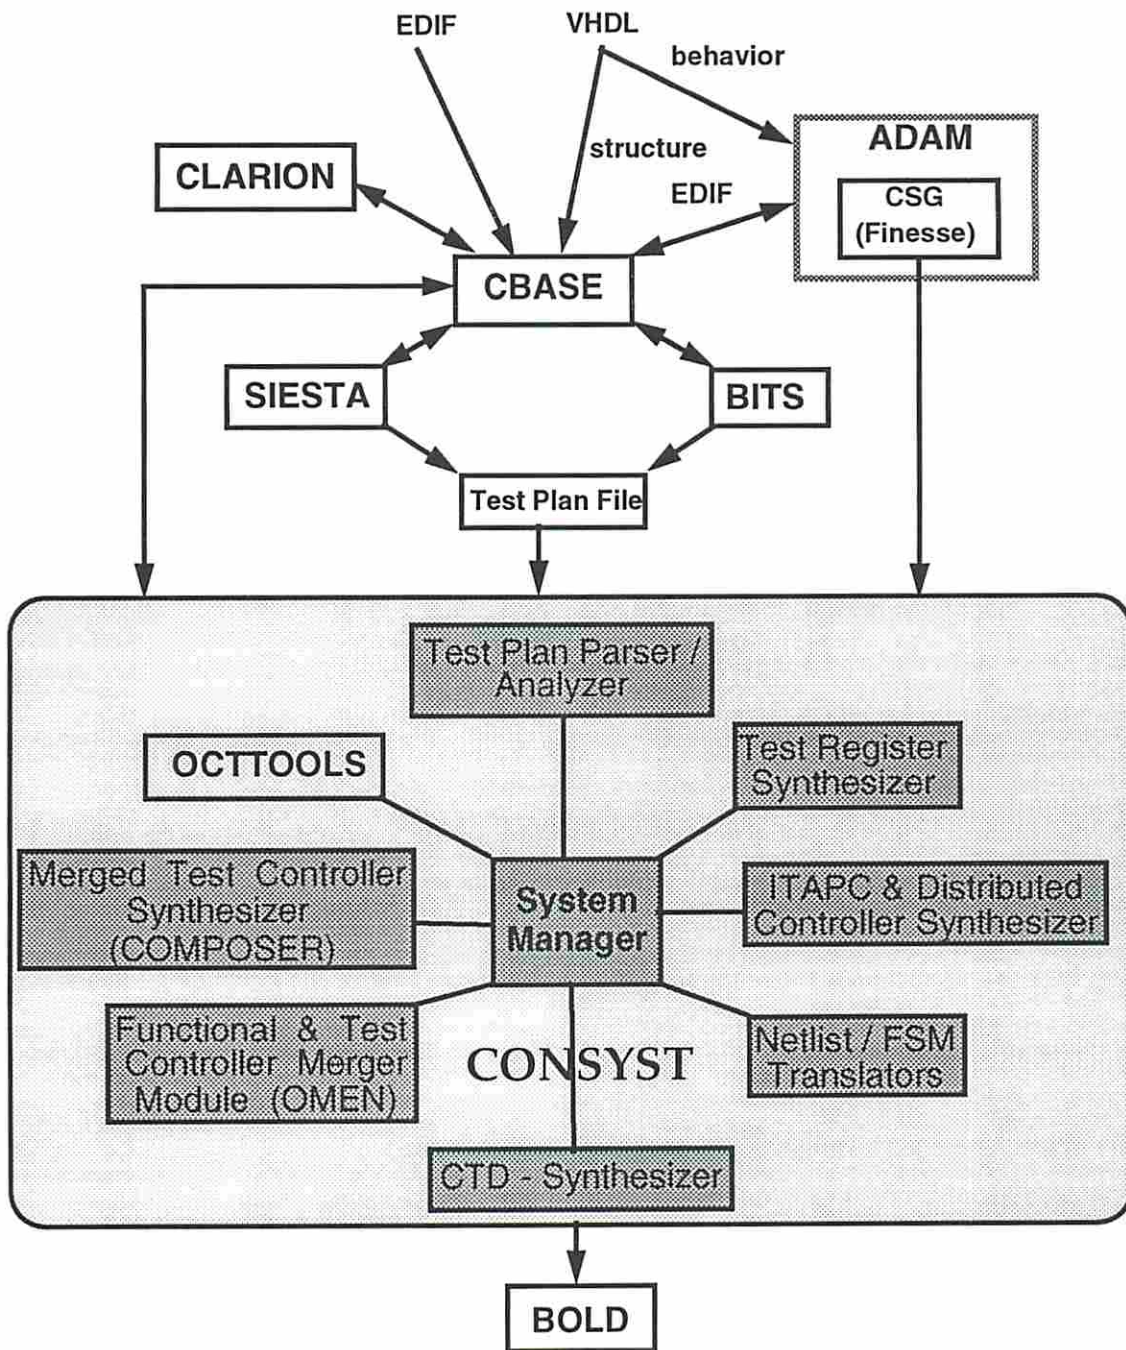 EDIF
VHDL
behavior
structure
EDIF
ADAM
CSG
(Finesse)
CLARION
CBASE
SIESTA
BITS
Test Plan File
Test Plan Parser /
Analyzer
OCTTOOLS
Test Register
Synthesizer
Merged Test Controller
Synthesizer
(COMPOSER)
System
Manager
ITAPC & Distributed
Controller Synthesizer
Functional & Test
Controller Merger
Module (OMEN)
CONSYST
Netlist / FSM
Translators
CTD - Synthesizer
BOLD